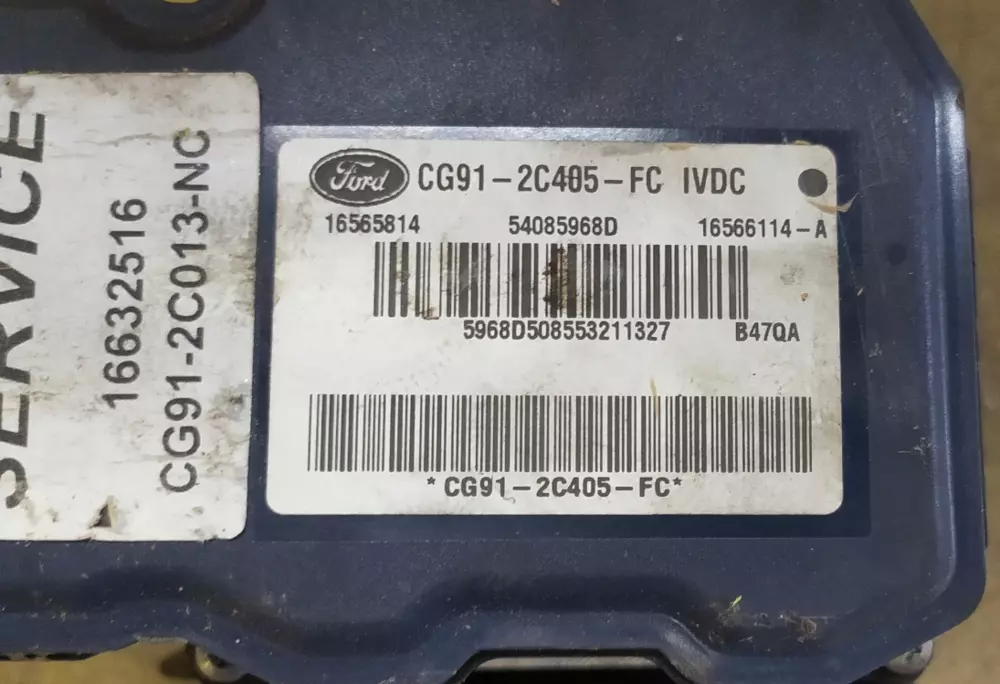 SERVICE
16632516
CG91-2C013-NC
Ford CG91-2C405-FC IVDC
16565814 54085968D 16566114-A
5968D508553211327 B47QA
*CG91-2C405-FC*